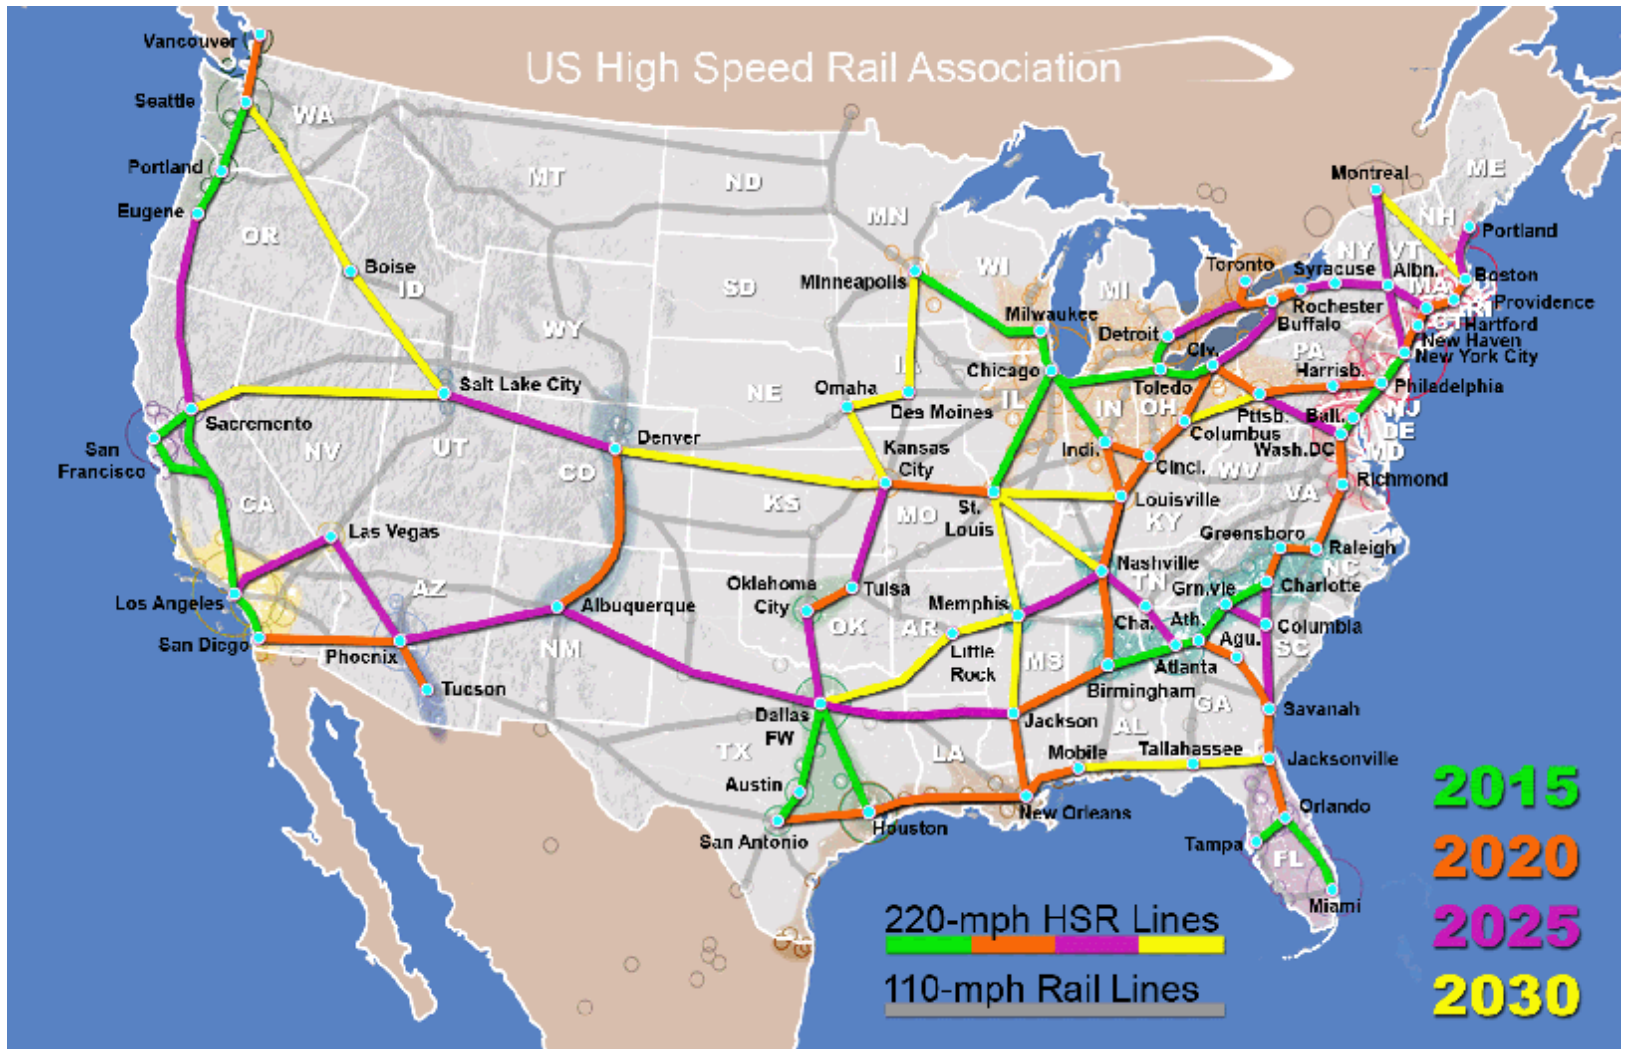 US High Speed Rail Association
Vancouver
Seattle
WA
Portland
Eugene
OR
Boise
ID
MT
ND
MN
Minneapolis
WI
SD
WY
MI
Milwaukee
Chicago
Detroit
Toronto
Montreal
ME
NH
NY
VT
Portland
Syracuse
Albn.
Boston
MA
Rochester
Providence
Buffalo
CT
RI
Hartford
New Haven
New York City
Clv.
PA
Harrisb.
Philadelphia
Toledo
Salt Lake City
Sacremento
San
Francisco
NV
UT
Denver
CO
NE
IA
Omaha
Des Moines
Kansas
City
IL
IN
OH
Indi.
Cinci.
Columbus
Pttsb.
Balt.
NJ
DE
Wash.DC
MD
WV
Richmond
VA
CA
Las Vegas
KS
MO
St.
Louis
Louisville
KY
Greensboro
Raleigh
NC
Los Angeles
AZ
Albuquerque
Oklahoma
City
Tulsa
Nashville
TN
Grn.vle
Charlotte
Memphis
San Diego
Phoenix
NM
OK
AR
Little
Rock
Cha.
Ath.
Columbia
Agu.
SC
MS
Atlanta
Birmingham
Tucson
Dallas
FW
TX
Jackson
AL
GA
Savanah
LA
Mobile
Tallahassee
Jacksonville
Austin
San Antonio
Houston
New Orleans
Orlando
Tampa
FL
Miami
220-mph HSR Lines
110-mph Rail Lines
2015
2020
2025
2030